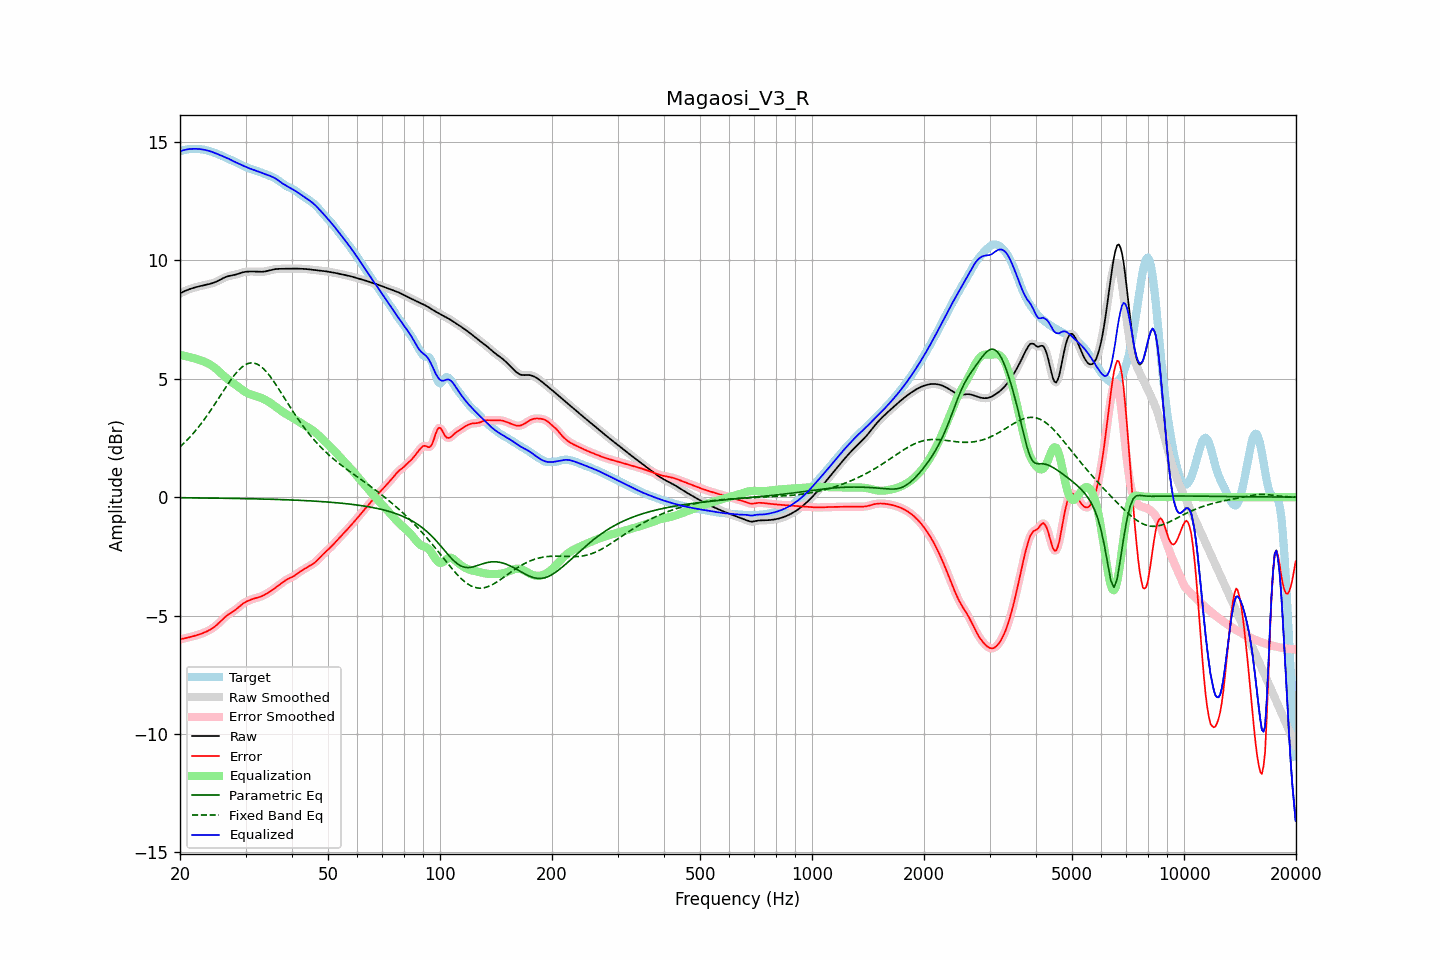 Magaosi_V3_R
Amplitude (dBr)
15
10
5
0
−5
−10
−15
Target
Raw Smoothed
Error Smoothed
Raw
Error
Equalization
Parametric Eq
Fixed Band Eq
Equalized
20 50 100 200 500 1000 2000 5000 10000 20000
Frequency (Hz)